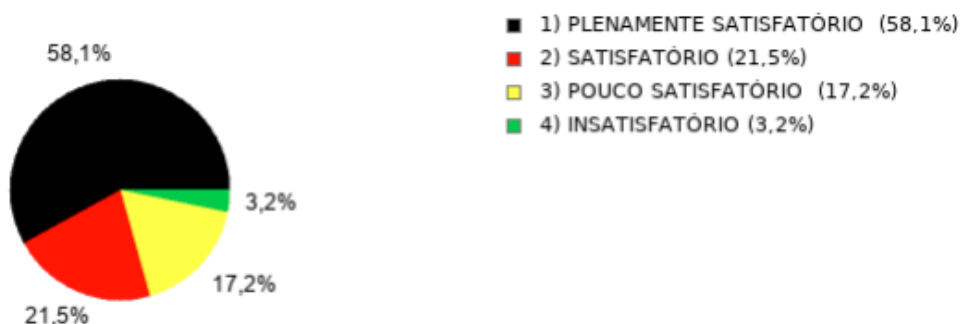 58,1%
3,2%
17,2%
21,5%
1) PLENAMENTE SATISFATÓRIO (58,1%)
2) SATISFATÓRIO (21,5%)
3) POUCO SATISFATÓRIO (17,2%)
4) INSATISFATÓRIO (3,2%)